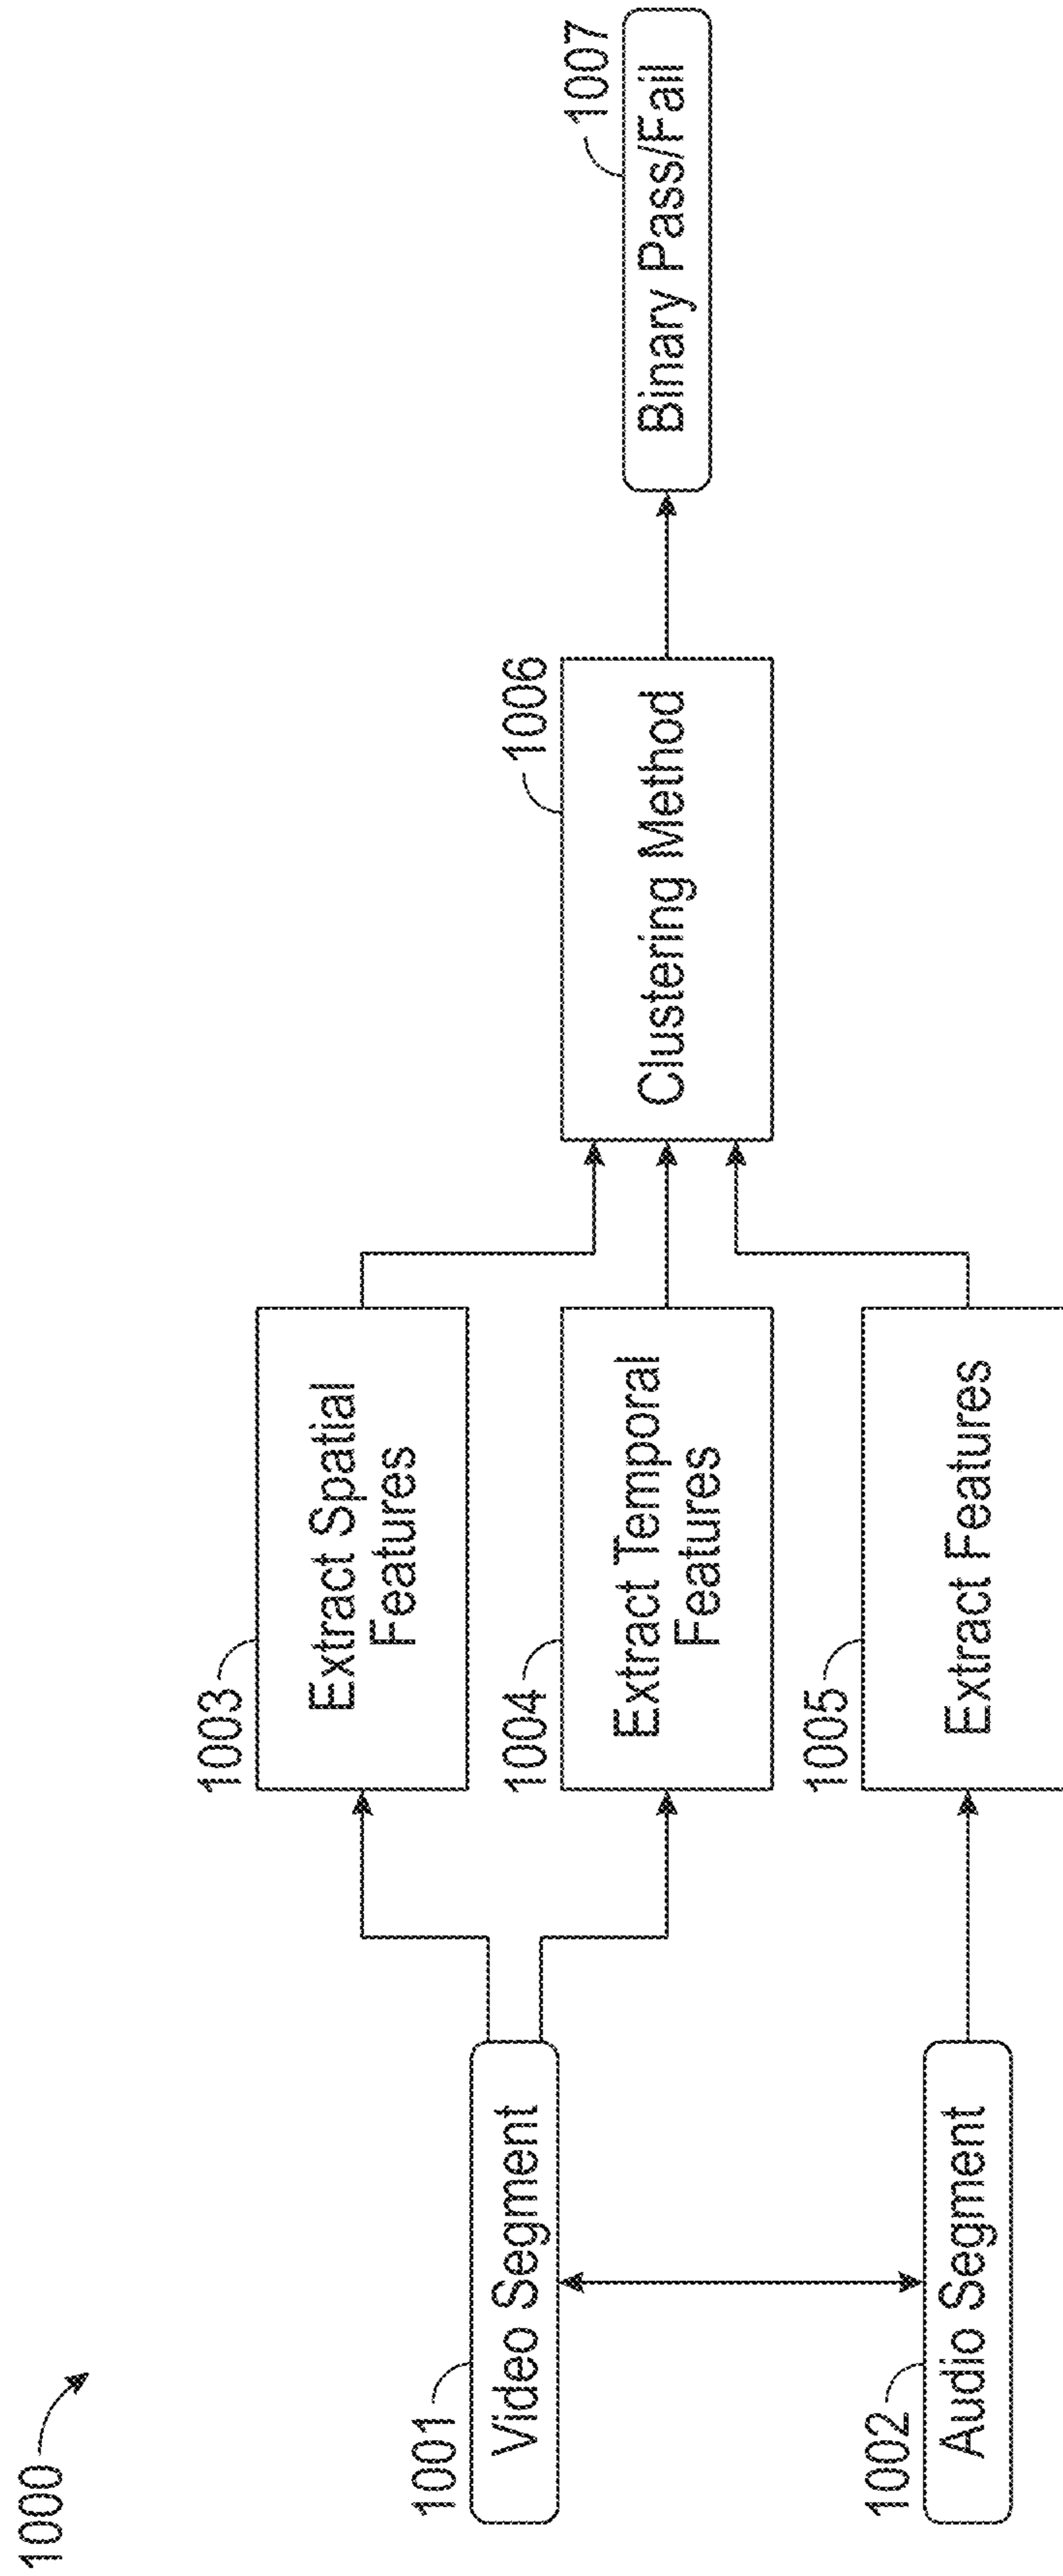 1000
1001
Video Segment
1002
Audio Segment
1003
Extract Spatial
Features
1004
Extract Temporal
Features
1005
Extract Features
1006
Clustering Method
1007
Binary Pass/Fail